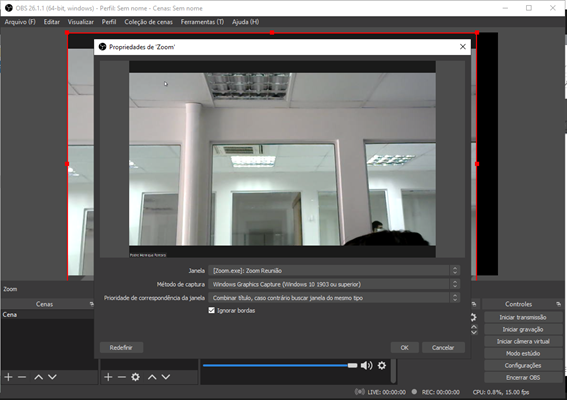 OBS 26.1.1 (64-bit, windows) - Perfil: Sem nome - Cenas: Sem nome
Arquivo (F) Editar Visualizar Perfil Coleção de cenas Ferramentas (T) Ajuda (H)
Propriedades de 'Zoom'
Janela [Zoom.exe]: Zoom Reunião
Método de captura Windows Graphics Capture (Windows 10 1903 ou superior)
Prioridade de correspondência da janela Combinar título, caso contrário buscar janela do mesmo tipo
Ignorar bordas
Redefinir OK Cancelar
Zoom
Cenas
Cena
Controles
Iniciar transmissão
Iniciar gravação
Iniciar câmera virtual
Modo estúdio
Configurações
Encerrar OBS
LIVE: 00:00:00 REC: 00:00:00 CPU: 0.8%, 15.00 fps